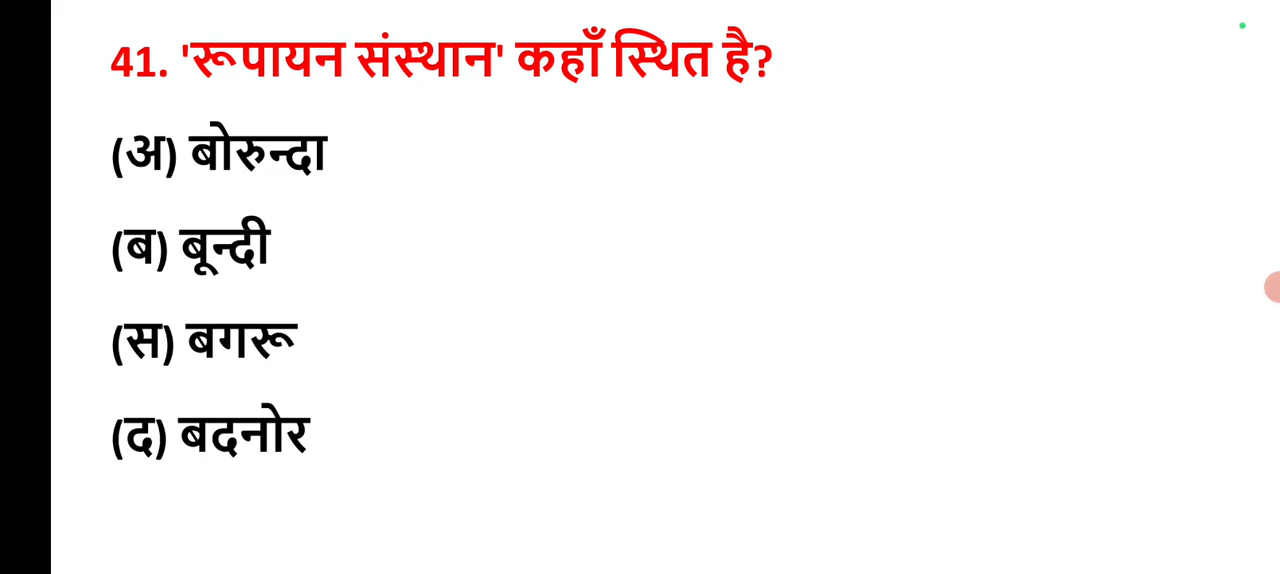 41. 'रूपायन संस्थान' कहाँ स्थित है?
(अ) बोरुन्दा
(ब) बून्दी
(स) बगरू
(द) बदनोर